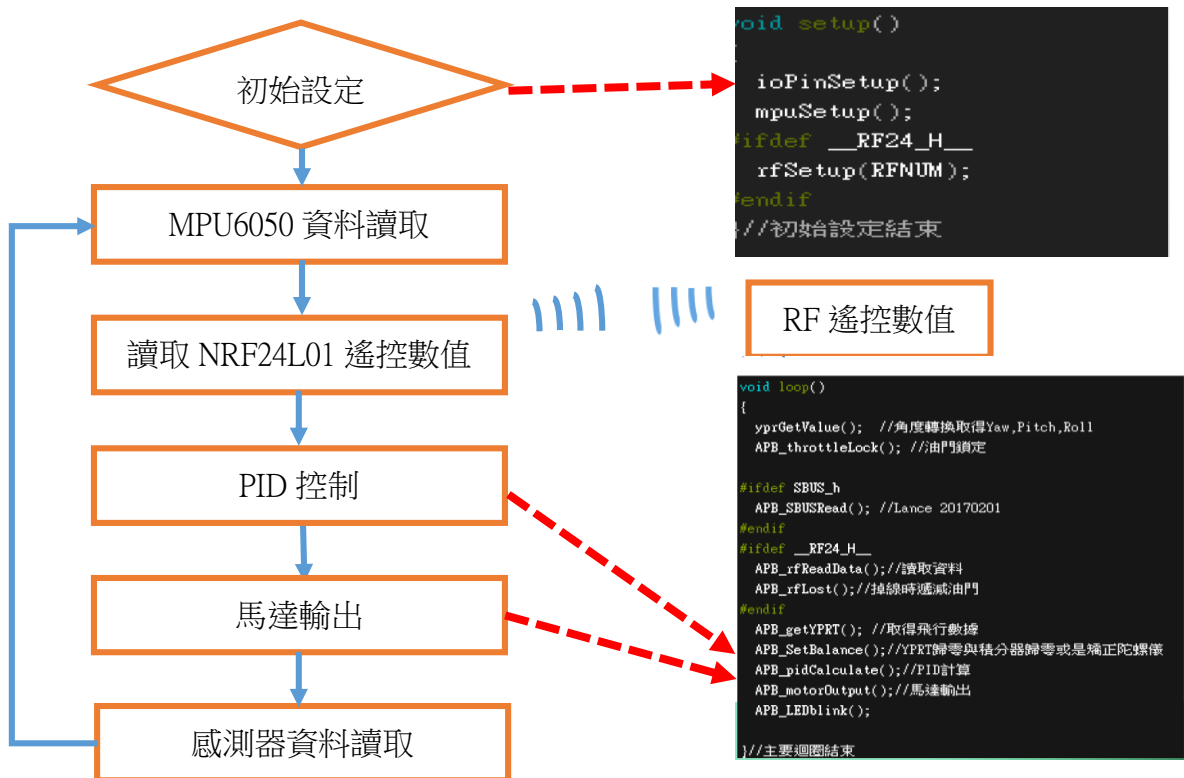 初始設定
MPU6050 資料讀取
讀取 NRF24L01 遙控數值
PID 控制
馬達輸出
感測器資料讀取
void setup()
ioPinSetup();
mpuSetup();
#ifdef __RF24_H__
rfSetup(RFNUM);
#endif
}//初始設定結束
RF 遙控數值
void loop()
{
yprGetValue(); //角度轉換取得Yaw,Pitch,Roll
APB_throttleLock(); //油門鎖定
#ifdef SBUS_h
APB_SBUSRead(); //Lance 20170201
#endif
#ifdef __RF24_H__
APB_rfReadData();//讀取資料
APB_rfLost();//掉線時遞減油門
#endif
APB_getYPRT(); //取得飛行數據
APB_SetBalance();//YPRT歸零與積分器歸零或是矯正陀螺儀
APB_pidCalculate();//PID計算
APB_motorOutput();//馬達輸出
APB_LEDblink();
}//主要迴圈結束